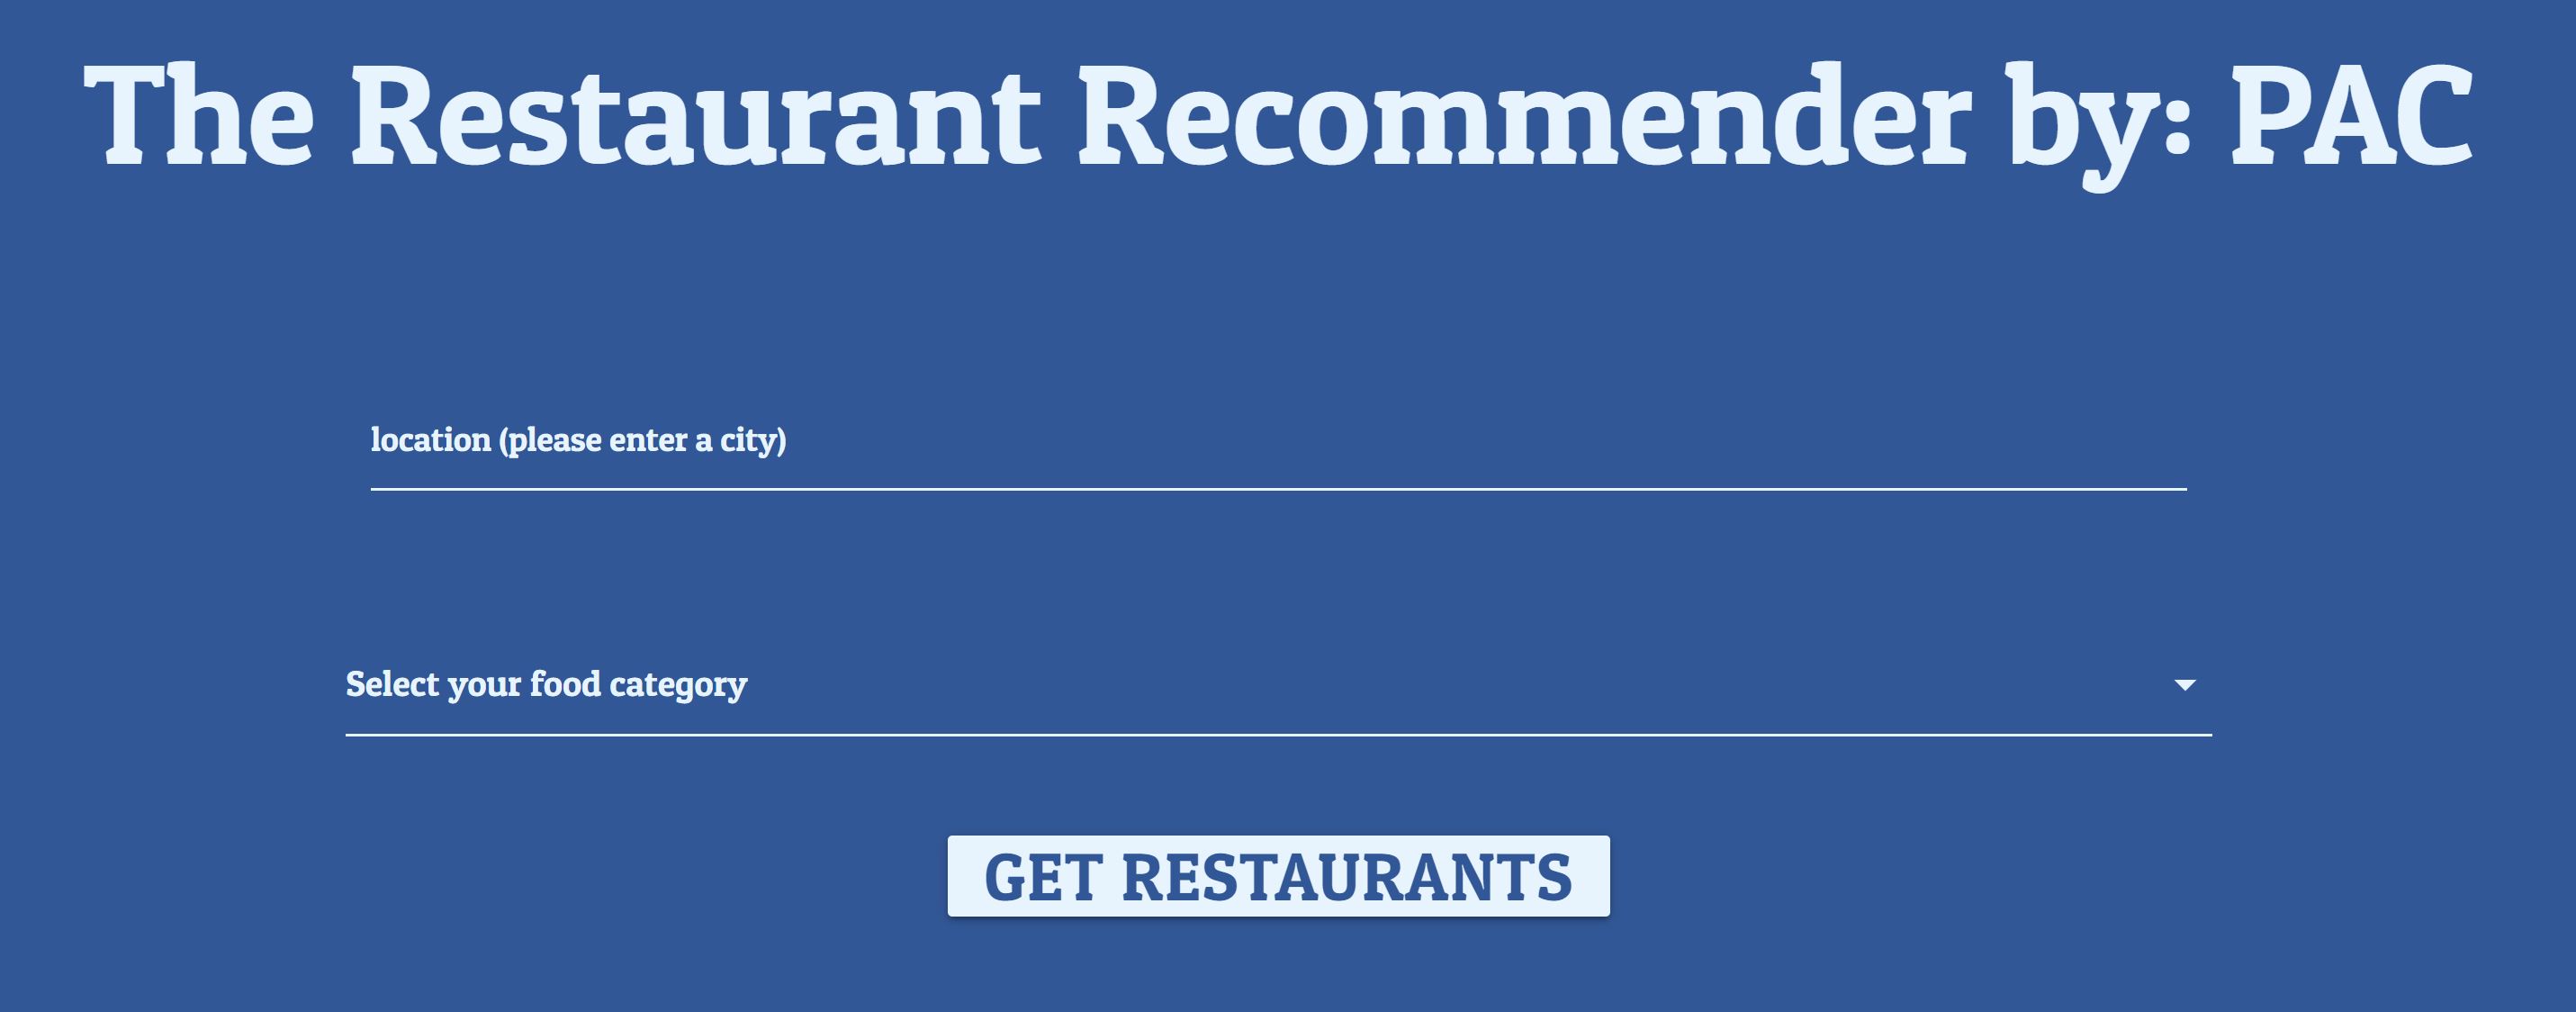 The Restaurant Recommender by: PAC
location (please enter a city)
Select your food category
GET RESTAURANTS